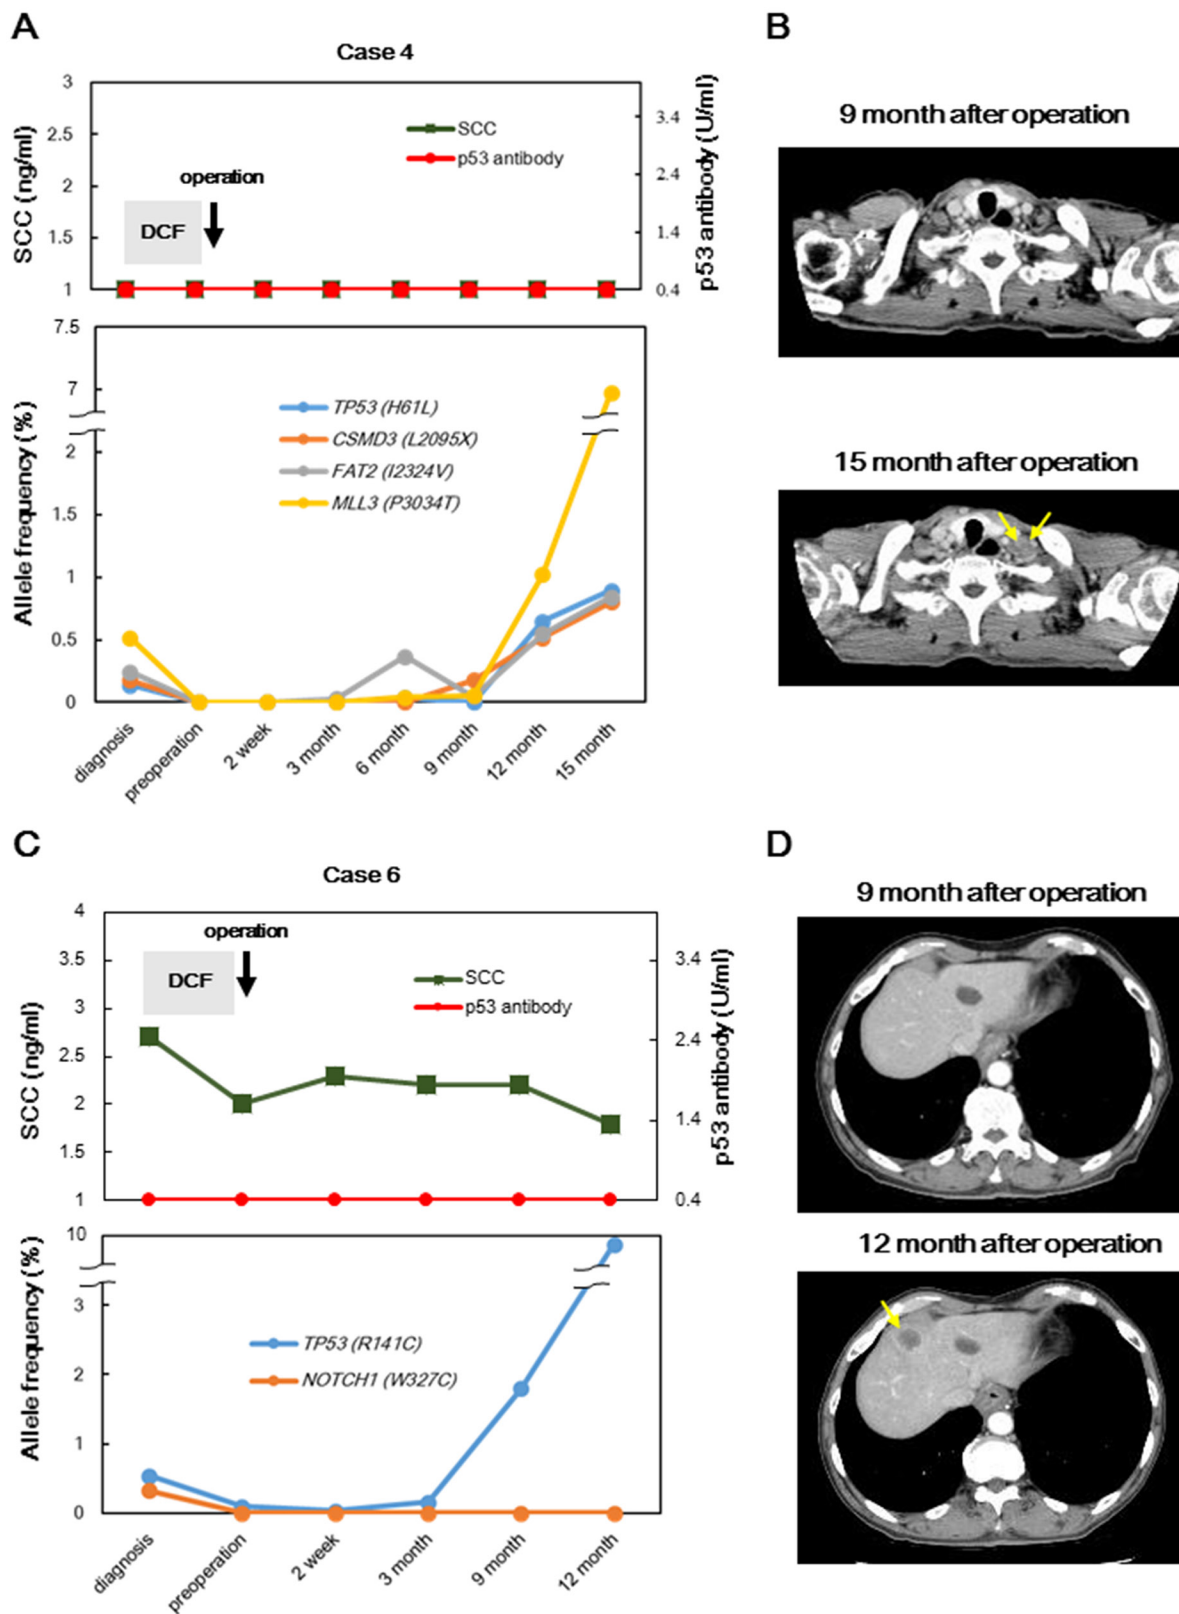 A
Case 4
3
2.5
2
1.5
1
SCC (ng/ml)
3.4
2.4
1.4
0.4
p53 antibody (U/ml)
SCC
p53 antibody
operation
DCF
7.5
7
2
1.5
1
0.5
0
Allele frequency (%)
TP53 (H61L)
CSMD3 (L2095X)
FAT2 (I2324V)
MLL3 (P3034T)
diagnosis
preoperation
2 week
3 month
6 month
9 month
12 month
15 month
B
9 month after operation
15 month after operation
C
Case 6
4
3.5
3
2.5
2
1.5
1
SCC (ng/ml)
3.4
2.4
1.4
0.4
p53 antibody (U/ml)
operation
DCF
SCC
p53 antibody
10
3
2
1
0
Allele frequency (%)
TP53 (R141C)
NOTCH1 (W327C)
diagnosis
preoperation
2 week
3 month
9 month
12 month
D
9 month after operation
12 month after operation